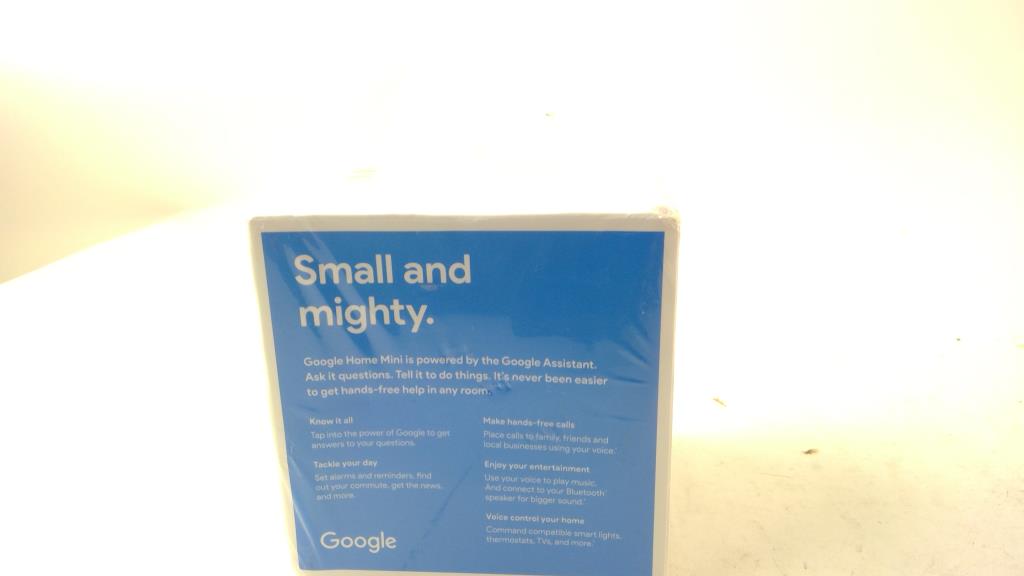 Small and
mighty.
Google Home Mini is powered by the Google Assistant.
Ask it questions. Tell it to do things. It's never been easier
to get hands-free help in any room.
Know it all
Tap into the power of Google to get
answers to your questions.
Tackle your day
Set alarms and reminders, find
out your commute, get the news,
and more.
Make hands-free calls
Place calls to family, friends and
local businesses using your voice.*
Enjoy your entertainment
Use your voice to play music.
And connect to your Bluetooth®
speaker for bigger sound.*
Voice control your home
Command compatible smart lights,
thermostats, TVs, and more.*
Google